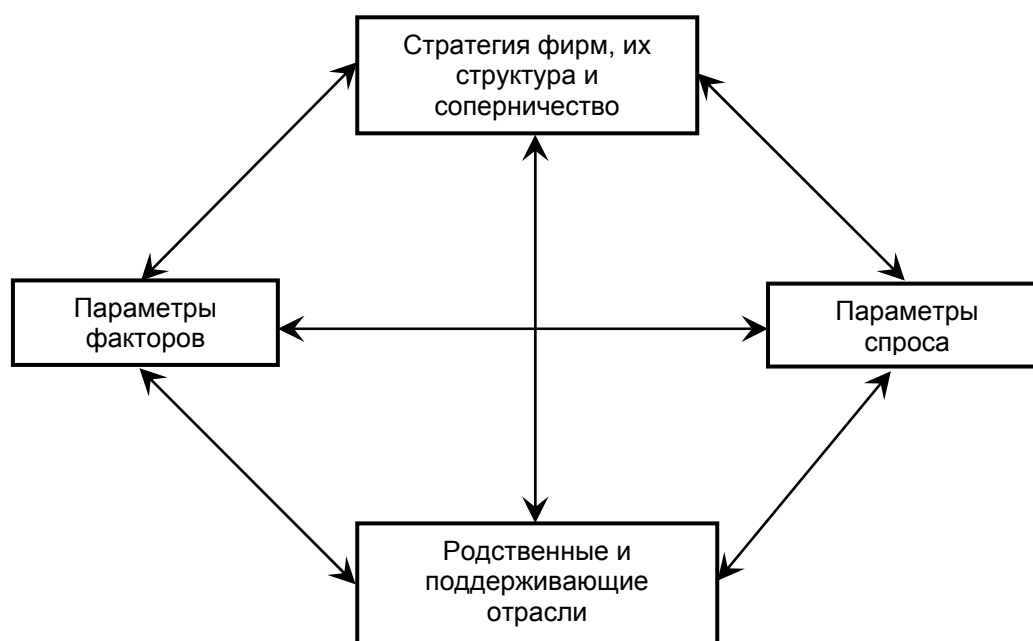 Стратегия фирм, их
структура и
соперничество
Параметры
факторов
Параметры
спроса
Родственные и
поддерживающие
отрасли